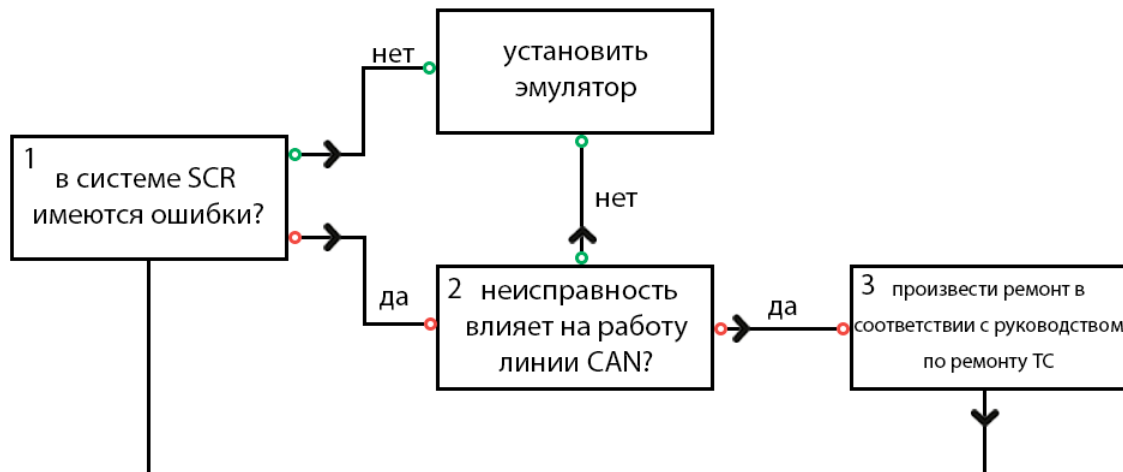 нет
установить
эмулятор
1
в системе SCR
имеются ошибки?
нет
да
2 неисправность
влияет на работу
линии CAN?
да
3 произвести ремонт в
соответствии с руководством
по ремонту ТС